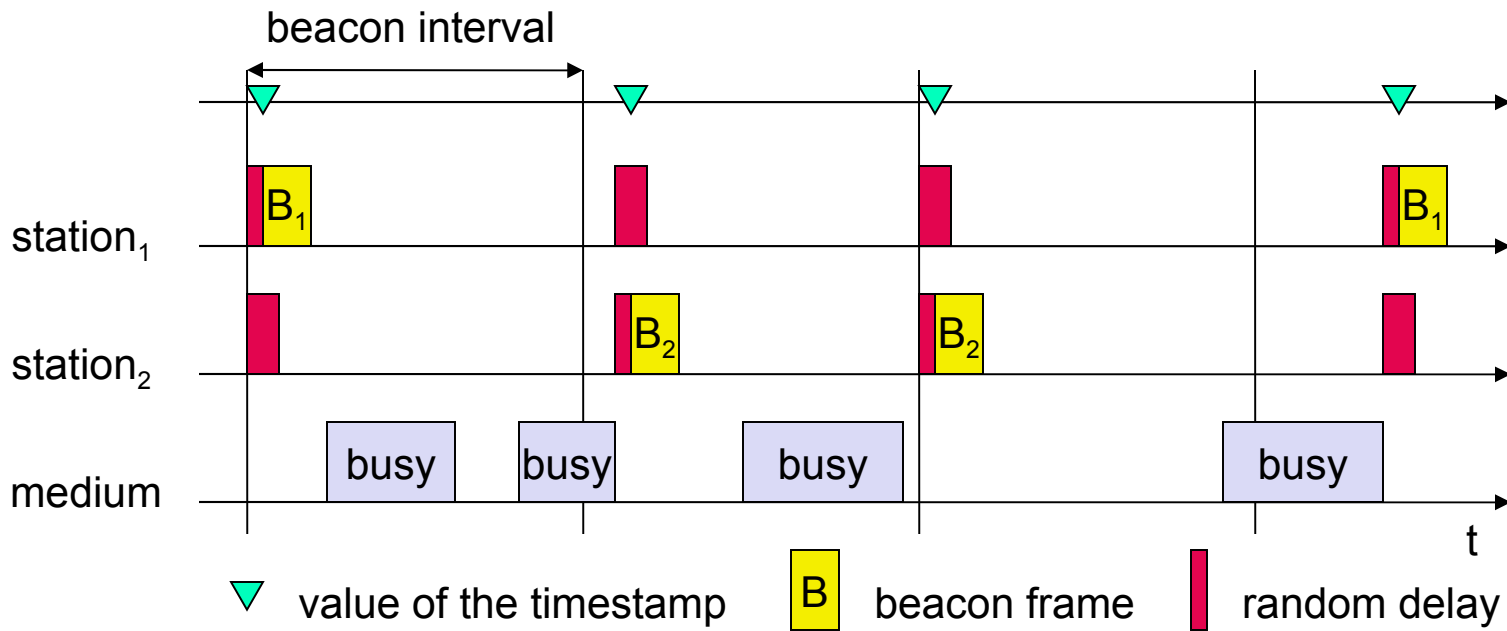 beacon interval
station₁ B₁ B₁
station₂ B₂ B₂
medium busy busy busy busy
t
value of the timestamp B beacon frame random delay